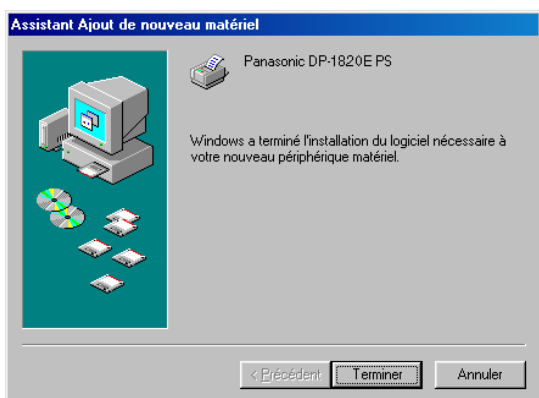 Assistant Ajout de nouveau matériel
Panasonic DP-1820E PS
Windows a terminé l'installation du logiciel nécessaire à
votre nouveau périphérique matériel.
< Précédent
Terminer
Annuler